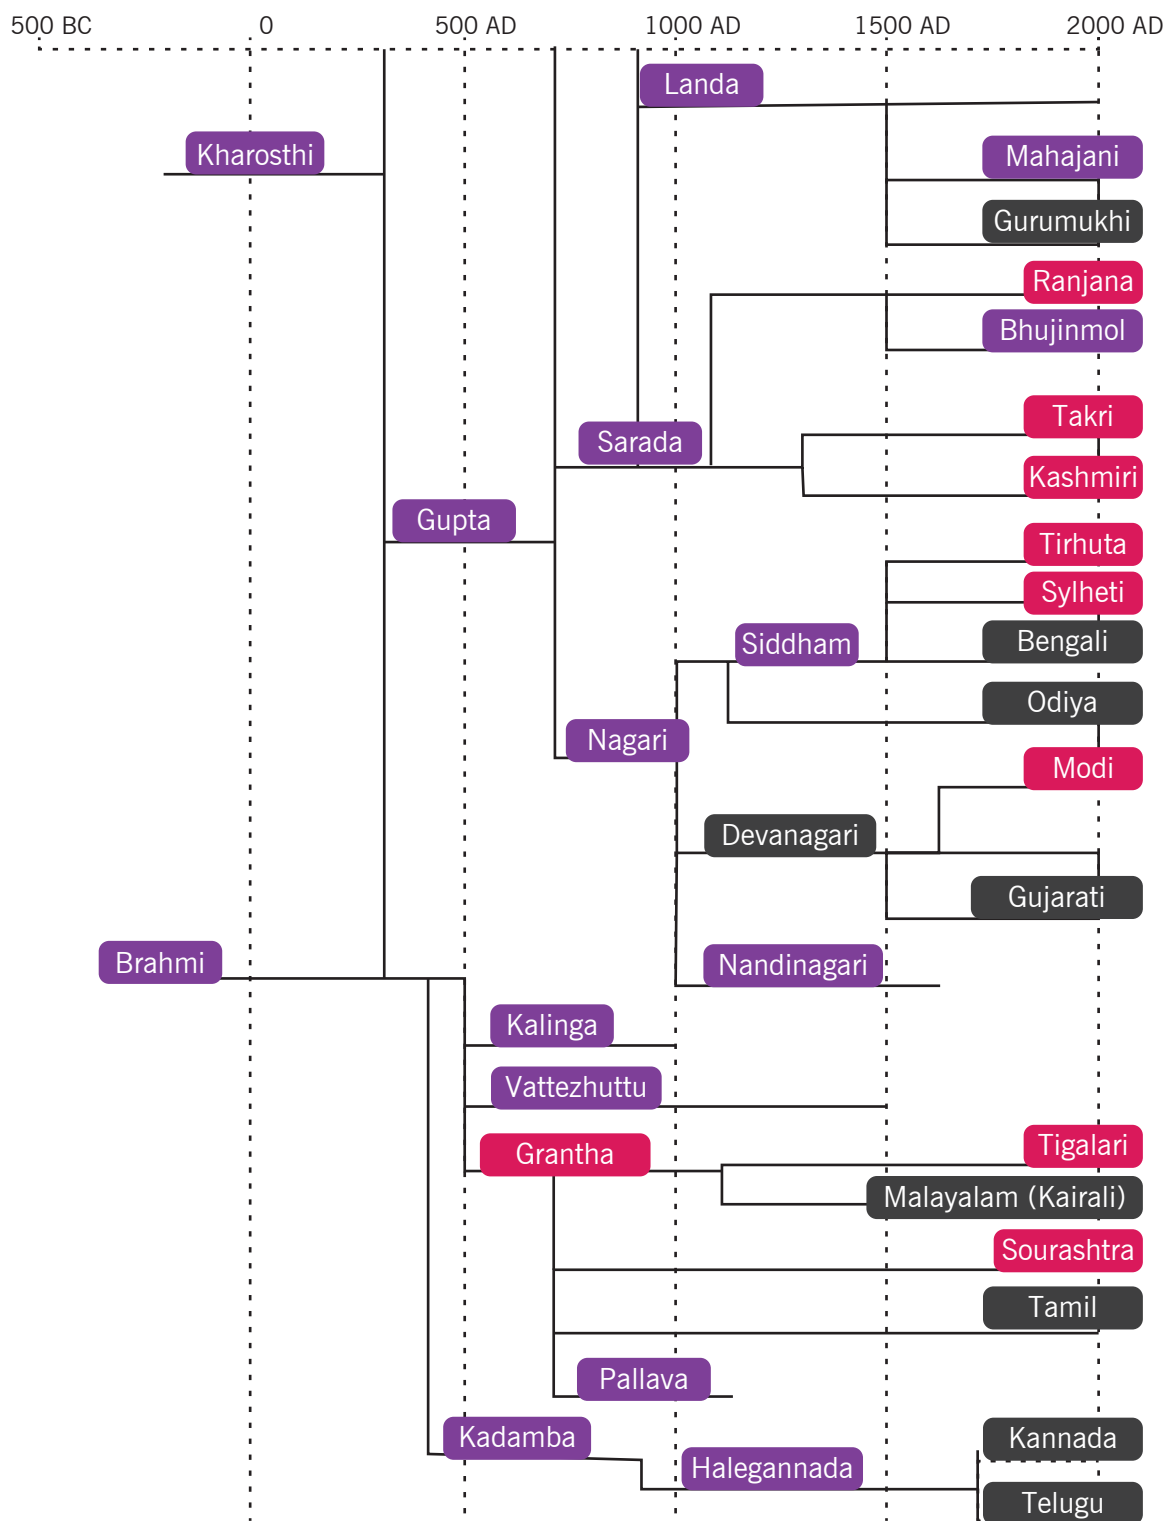 500 BC 0 500 AD 1000 AD 1500 AD 2000 AD
Landa
Kharosthi
Mahajani
Gurumukhi
Ranjana
Bhujinmol
Takri
Sarada
Kashmiri
Gupta
Tirhuta
Sylheti
Siddham
Bengali
Odiya
Nagari
Modi
Devanagari
Gujarati
Brahmi
Nandinagari
Kalinga
Vattezhuttu
Grantha
Tigalari
Malayalam (Kairali)
Sourashtra
Tamil
Pallava
Kadamba
Kannada
Halegannada
Telugu